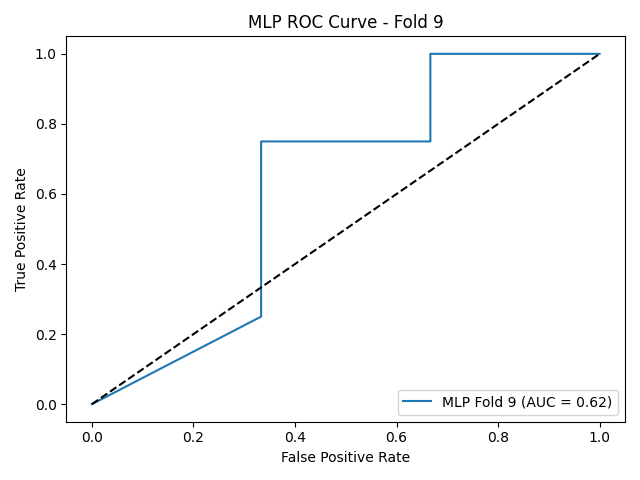 MLP ROC Curve - Fold 9
1.0
0.8
0.6
0.4
0.2
0.0
True Positive Rate
0.0 0.2 0.4 0.6 0.8 1.0
False Positive Rate
MLP Fold 9 (AUC = 0.62)